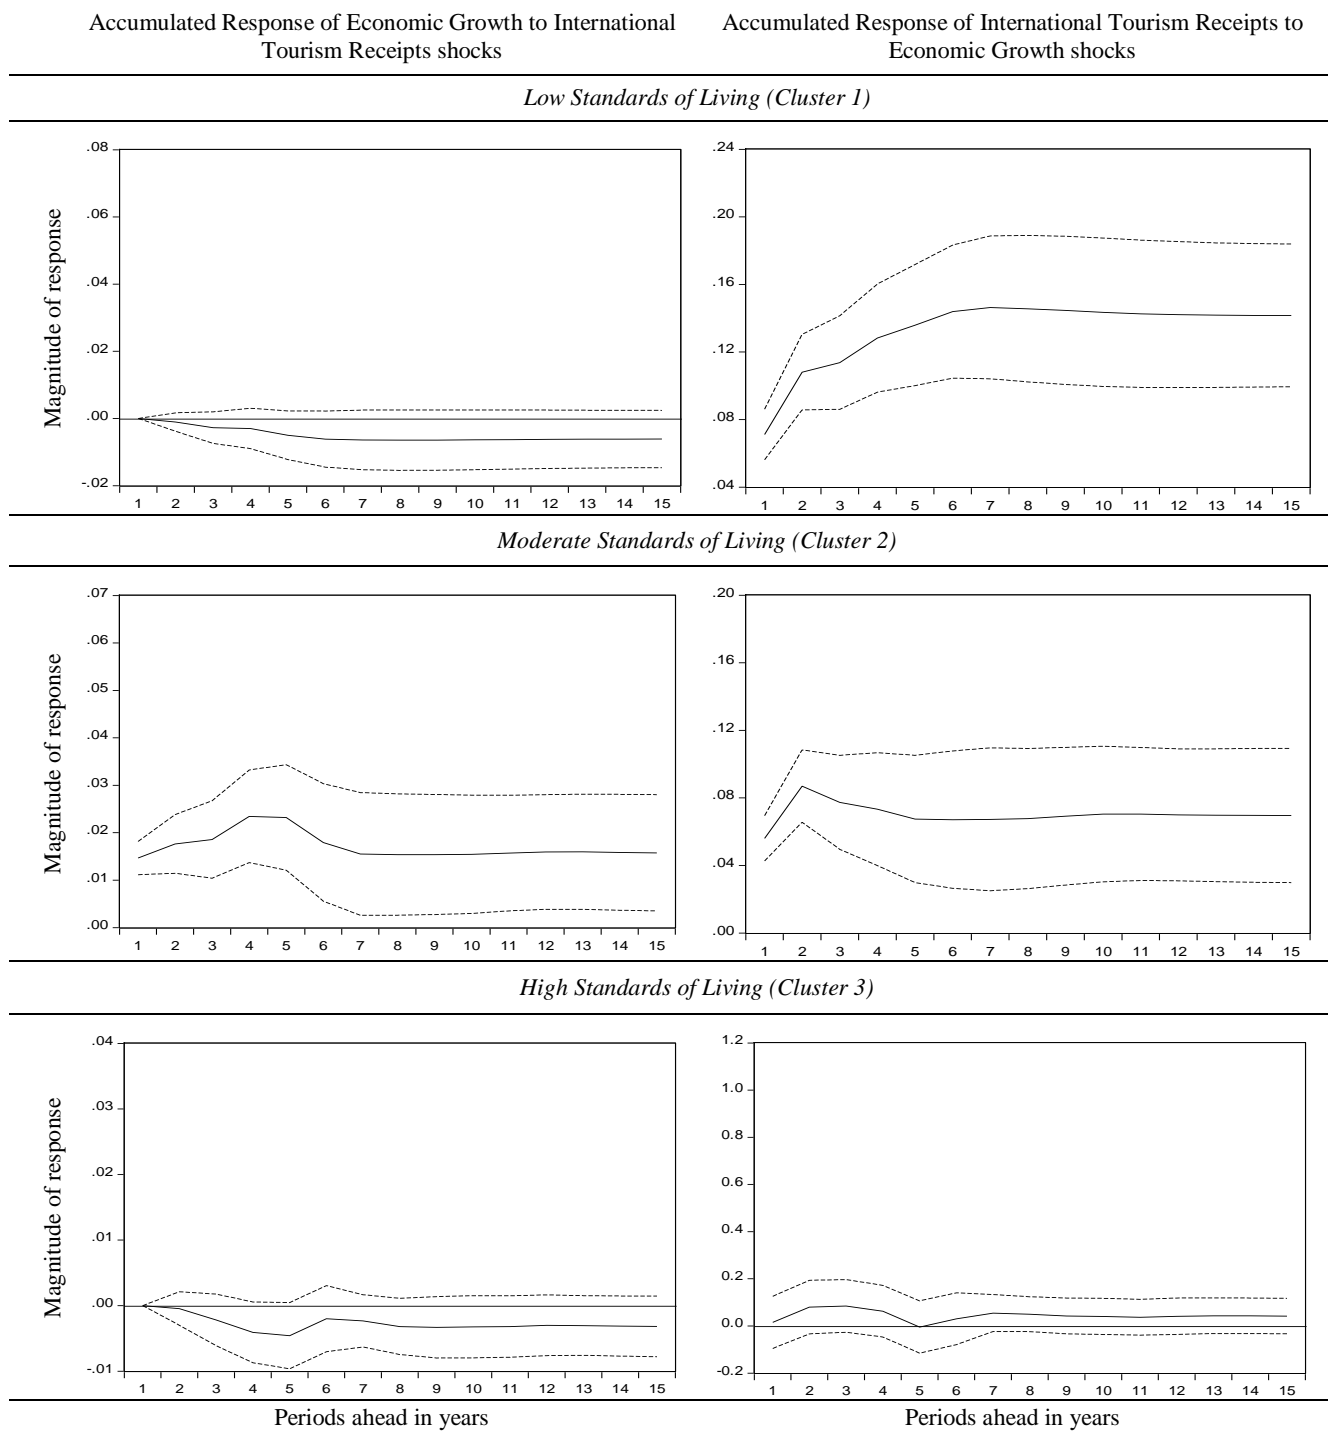 Accumulated Response of Economic Growth to International
Tourism Receipts shocks
Accumulated Response of International Tourism Receipts to
Economic Growth shocks
Low Standards of Living (Cluster 1)
Magnitude of response
.08
.06
.04
.02
.00
-.02
1 2 3 4 5 6 7 8 9 10 11 12 13 14 15
.24
.20
.16
.12
.08
.04
1 2 3 4 5 6 7 8 9 10 11 12 13 14 15
Moderate Standards of Living (Cluster 2)
Magnitude of response
.07
.06
.05
.04
.03
.02
.01
.00
1 2 3 4 5 6 7 8 9 10 11 12 13 14 15
.20
.16
.12
.08
.04
.00
1 2 3 4 5 6 7 8 9 10 11 12 13 14 15
High Standards of Living (Cluster 3)
Magnitude of response
.04
.03
.02
.01
.00
-.01
1 2 3 4 5 6 7 8 9 10 11 12 13 14 15
1.2
1.0
0.8
0.6
0.4
0.2
0.0
-0.2
1 2 3 4 5 6 7 8 9 10 11 12 13 14 15
Periods ahead in years
Periods ahead in years